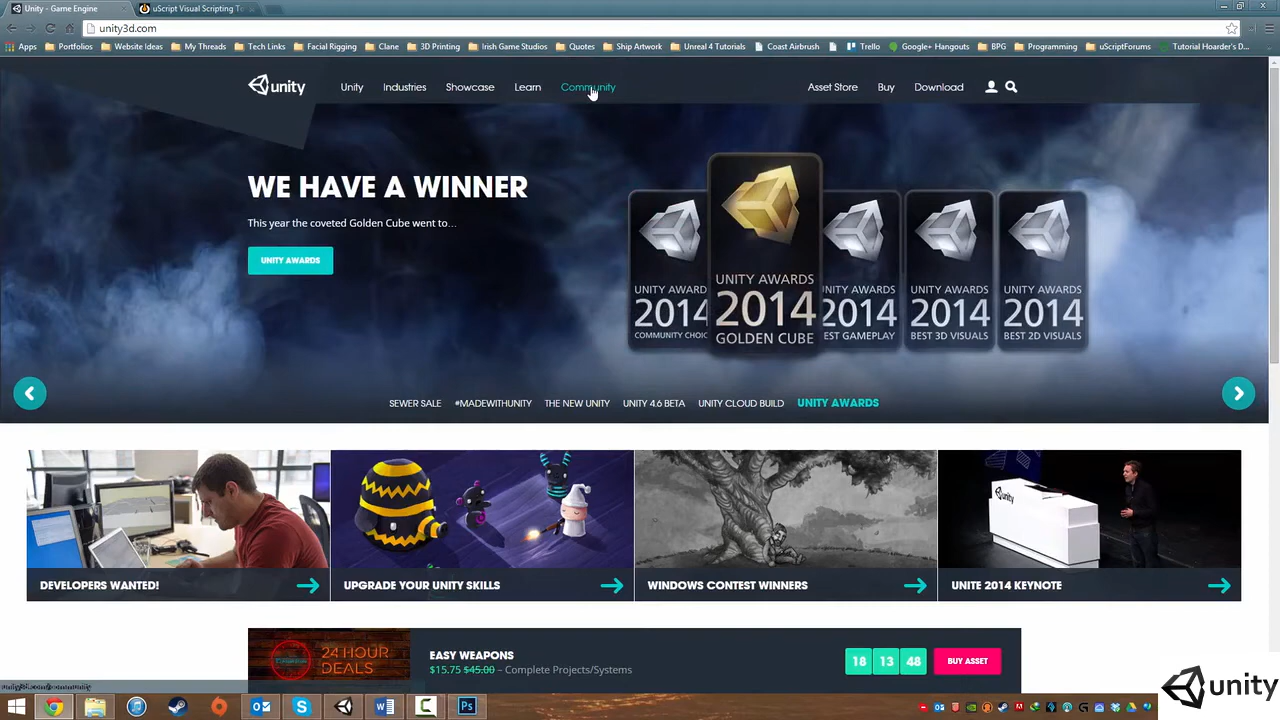 Unity - Game Engine
uScript Visual Scripting T
unity3d.com
Apps Portfolios Website Ideas My Threads Tech Links Facial Rigging Clane 3D Printing Irish Game Studios Quotes Ship Artwork Unreal 4 Tutorials Coast Airbrush Trello Google+ Hangouts BPG Programming uScriptForums Tutorial Hoarder's D...
unity
Unity Industries Showcase Learn Community
Asset Store Buy Download
WE HAVE A WINNER
This year the coveted Golden Cube went to...
UNITY AWARDS
UNITY AWARD
2014
COMMUNITY CHOIC
UNITY AWARDS
2014
GOLDEN CUBE
UNITY AWARDS
2014
EST GAMEPLAY
UNITY AWARDS
2014
BEST 3D VISUALS
UNITY AWARDS
2014
BEST 2D VISUALS
SEWER SALE #MADEWITHUNITY THE NEW UNITY UNITY 4.6 BETA UNITY CLOUD BUILD UNITY AWARDS
unity
DEVELOPERS WANTED!
UPGRADE YOUR UNITY SKILLS
WINDOWS CONTEST WINNERS
UNITE 2014 KEYNOTE
24 HOUR
DEALS
EASY WEAPONS
$15.75 $45.00 – Complete Projects/Systems
18 13 48
BUY ASSET
Ps
unity